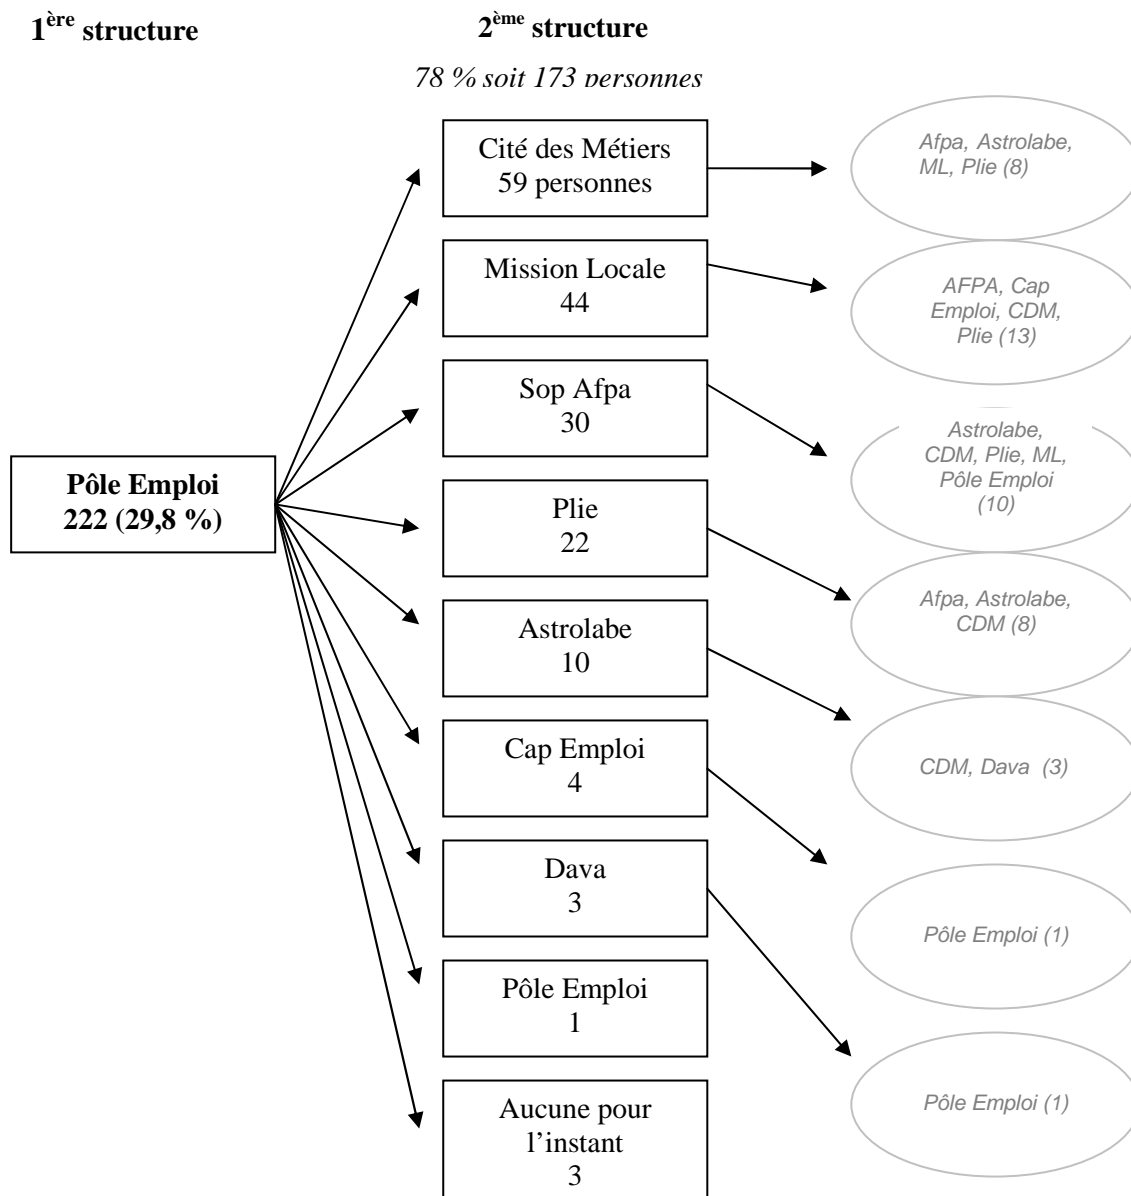 1ère structure
2ème structure
78 % soit 173 personnes
Pôle Emploi
222 (29,8 %)
Cité des Métiers
59 personnes
Mission Locale
44
Sop Afpa
30
Plie
22
Astrolabe
10
Cap Emploi
4
Dava
3
Pôle Emploi
1
Aucune pour
l'instant
3
Afpa, Astrolabe,
ML, Plie (8)
AFPA, Cap
Emploi, CDM,
Plie (13)
Astrolabe,
CDM, Plie, ML,
Pôle Emploi
(10)
Afpa, Astrolabe,
CDM (8)
CDM, Dava (3)
Pôle Emploi (1)
Pôle Emploi (1)